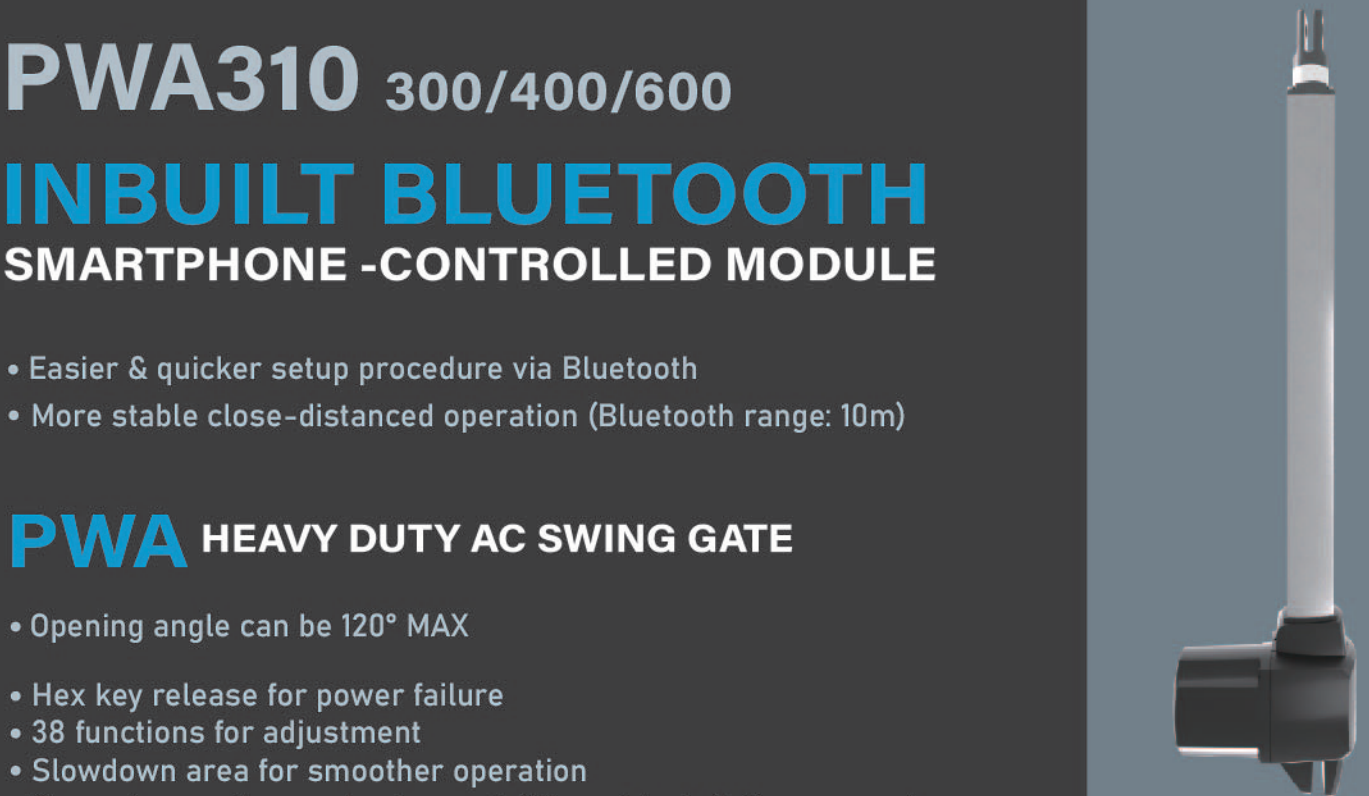 PWA310 300/400/600
INBUILT BLUETOOTH
SMARTPHONE -CONTROLLED MODULE
• Easier & quicker setup procedure via Bluetooth
• More stable close-distanced operation (Bluetooth range: 10m)
PWA HEAVY DUTY AC SWING GATE
• Opening angle can be 120° MAX
• Hex key release for power failure
• 38 functions for adjustment
• Slowdown area for smoother operation